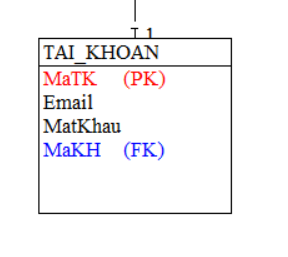 1
TAI_KHOAN
MaTK (PK)
Email
MatKhau
MaKH (FK)